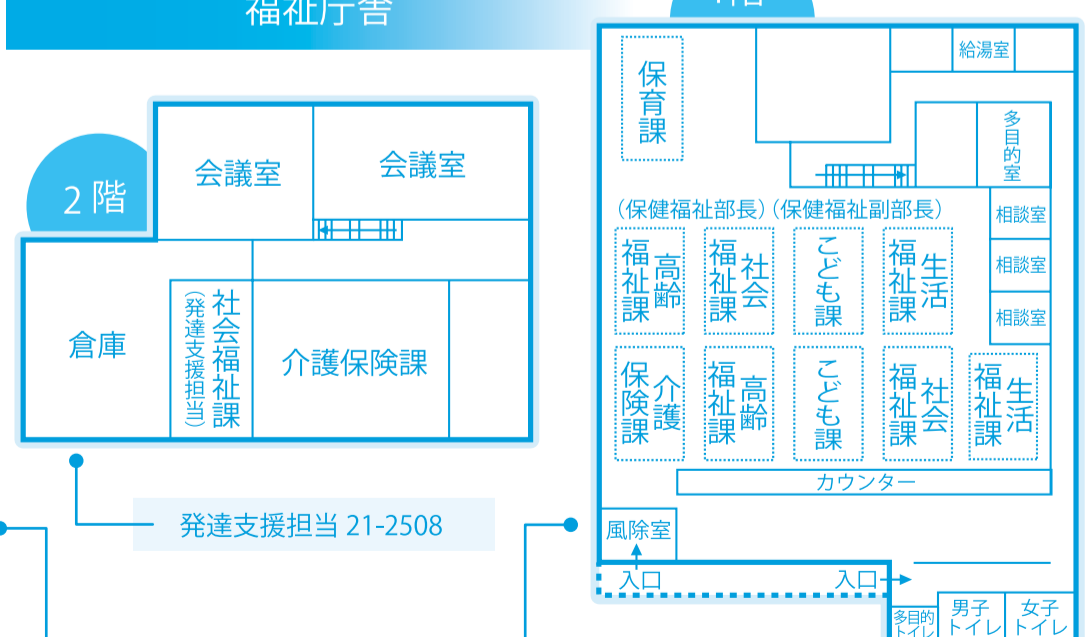 福祉庁舎
2階
会議室
会議室
倉庫
社会福祉課
(発達支援担当)
介護保険課
発達支援担当 21-2508
1階
給湯室
保育課
多目的室
(保健福祉部長)(保健福祉副部長)
相談室
相談室
相談室
高齢福祉課
社会福祉課
こども課
生活福祉課
介護保険課
高齢福祉課
こども課
社会福祉課
生活福祉課
カウンター
風除室
入口
入口
多目的
トイレ
男子
トイレ
女子
トイレ